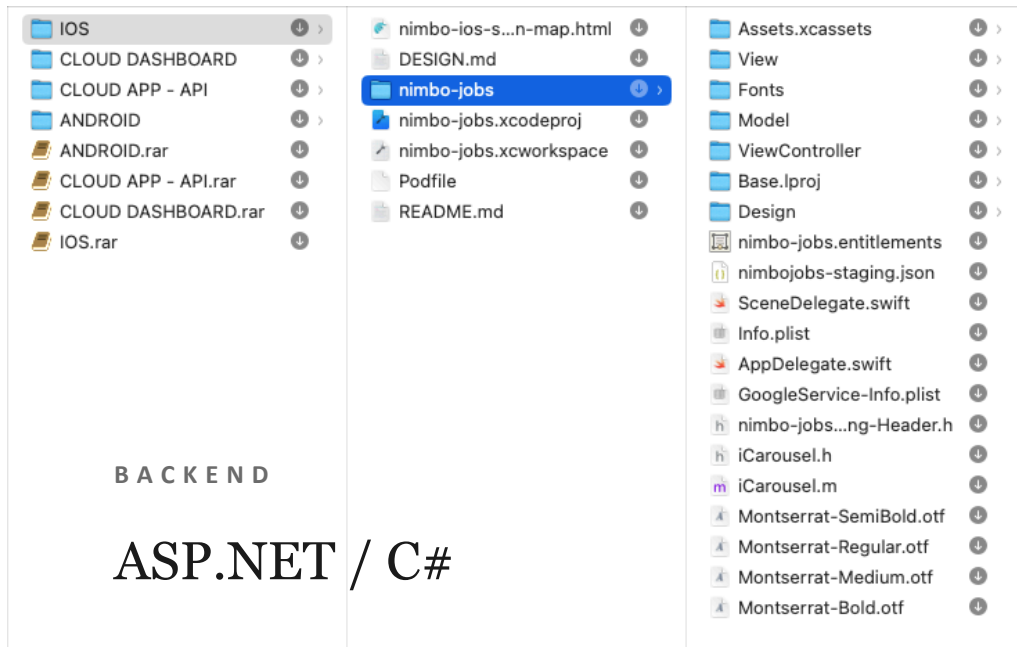 IOS
CLOUD DASHBOARD
CLOUD APP - API
ANDROID
ANDROID.rar
CLOUD APP - API.rar
CLOUD DASHBOARD.rar
IOS.rar
nimbo-ios-s...n-map.html
DESIGN.md
nimbo-jobs
nimbo-jobs.xcodeproj
nimbo-jobs.xcworkspace
Podfile
README.md
Assets.xcassets
View
Fonts
Model
ViewController
Base.lproj
Design
nimbo-jobs.entitlements
nimbojobs-staging.json
SceneDelegate.swift
Info.plist
AppDelegate.swift
GoogleService-Info.plist
nimbo-jobs...ng-Header.h
iCarousel.h
iCarousel.m
Montserrat-SemiBold.otf
Montserrat-Regular.otf
Montserrat-Medium.otf
Montserrat-Bold.otf
BACKEND
ASP.NET / C#